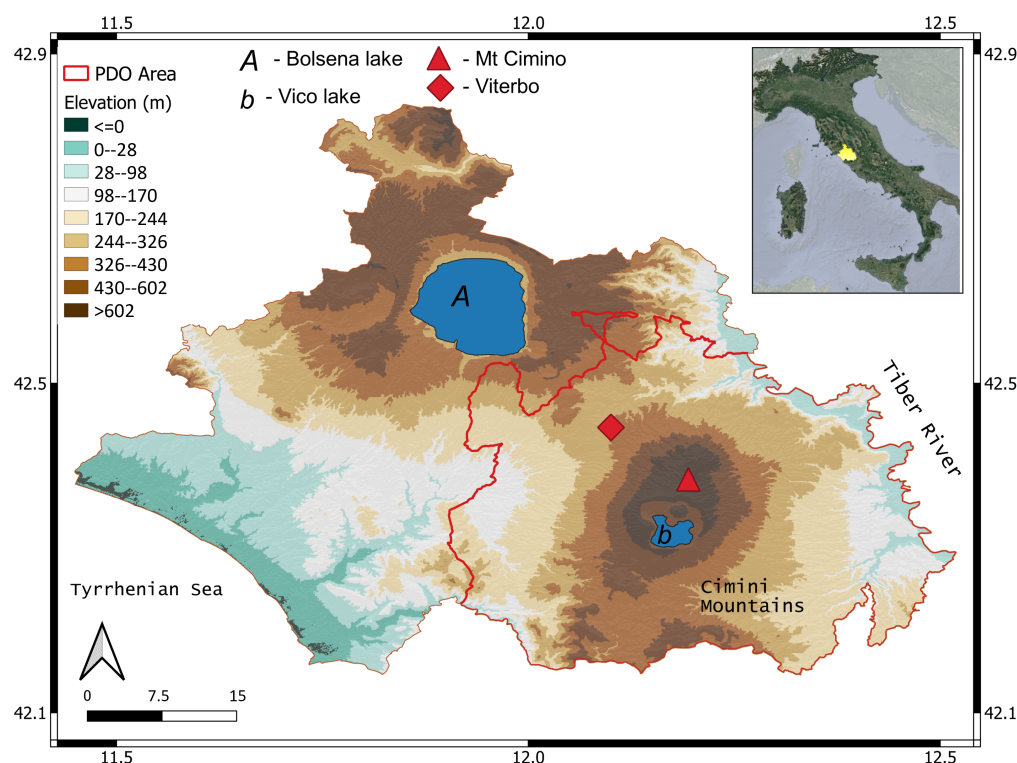 11.5
12.0
12.5
42.9
42.9
A - Bolsena lake
- Mt Cimino
b - Vico lake
- Viterbo
PDO Area
Elevation (m)
<=0
0--28
28--98
98--170
170--244
244--326
326--430
430--602
>602
A
42.5
42.5
Tiber River
b
Cimini
Mountains
Tyrrhenian Sea
0
7.5
15
42.1
42.1
11.5
12.0
12.5